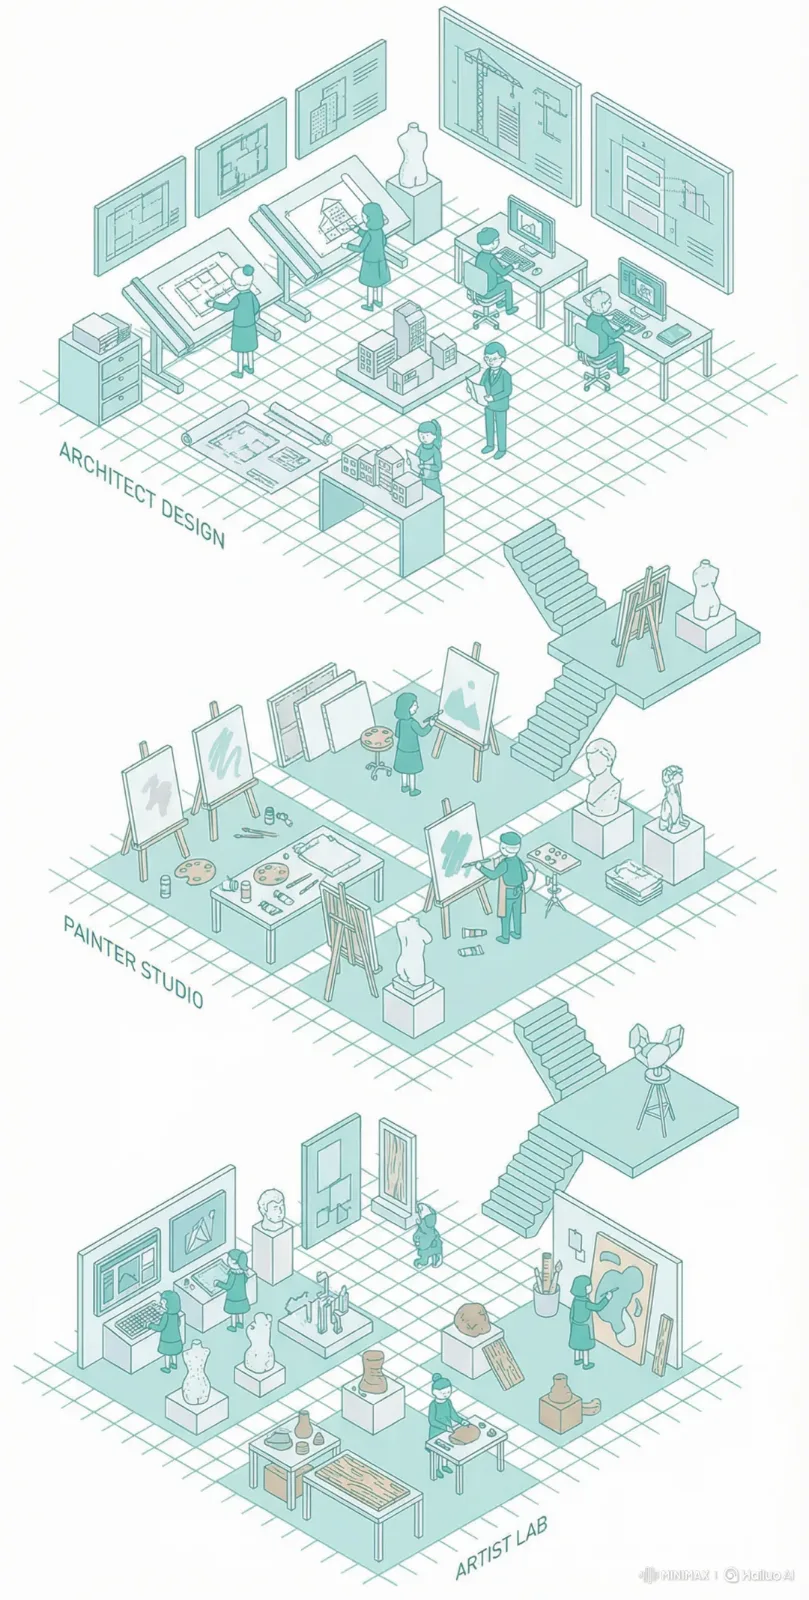 ARCHITECT DESIGN
PAINTER STUDIO
ARTIST LAB
MINIMAX | Hailuo AI